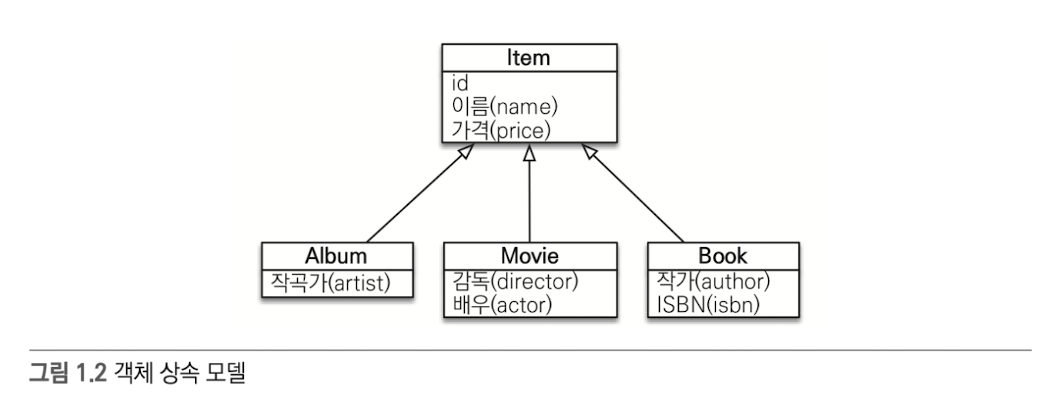 Item
id
이름(name)
가격(price)
Album
작곡가(artist)
Movie
감독(director)
배우(actor)
Book
작가(author)
ISBN(isbn)
그림 1.2 객체 상속 모델